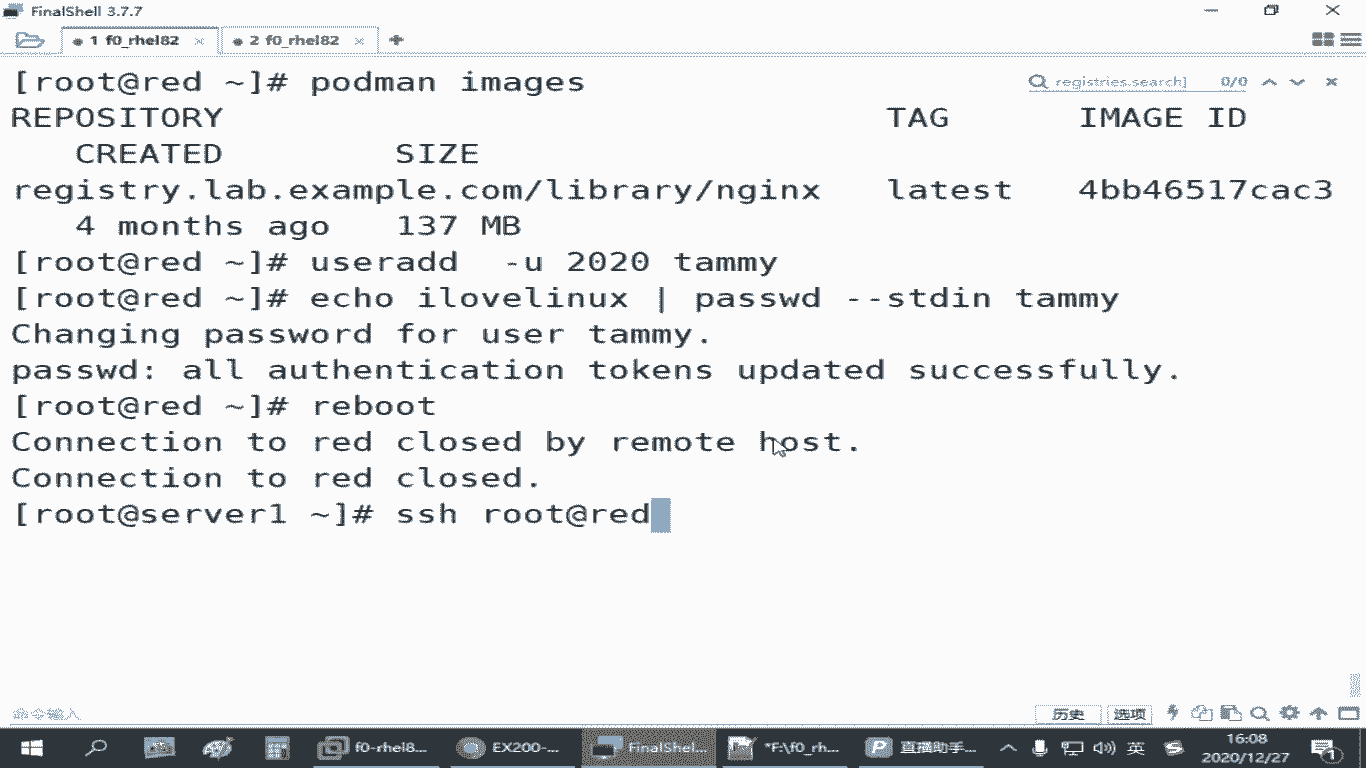 FinalShell 3.7.7
1 f0_rhel82 × 2 f0_rhel82 × +
[root@red ~]# podman images
registries.search] 0/0
REPOSITORY TAG IMAGE ID
CREATED SIZE
registry.lab.example.com/library/nginx latest 4bb46517cac3
4 months ago 137 MB
[root@red ~]# useradd -u 2020 tammy
[root@red ~]# echo ilovelinux | passwd --stdin tammy
Changing password for user tammy.
passwd: all authentication tokens updated successfully.
[root@red ~]# reboot
Connection to red closed by remote host.
Connection to red closed.
[root@server1 ~]# ssh root@red
命令输入
历史 选项
f0-rhel8... EX200-... FinalShel... *F:\f0_rh... 直播助手... 英 16:08
2020/12/27
1